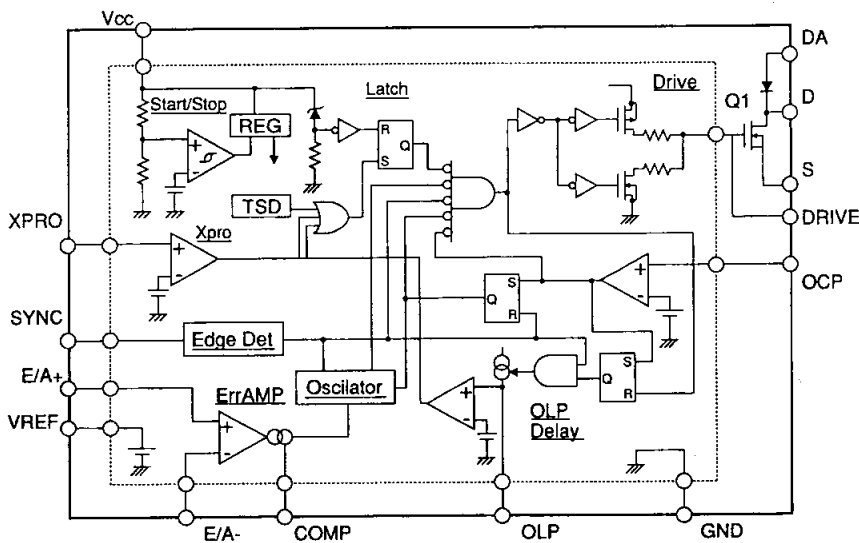 Vcc
DA
Start/Stop
Latch
Drive
Q1
D
REG
R
Q
S
+
-
S
TSD
DRIVE
XPRO
Xpro
+
-
+
-
OCP
S
Q
R
SYNC
Edge Det
S
Q
R
E/A+
ErrAMP
Oscilator
+
-
OLP
Delay
VREF
+
-
E/A-
COMP
OLP
GND